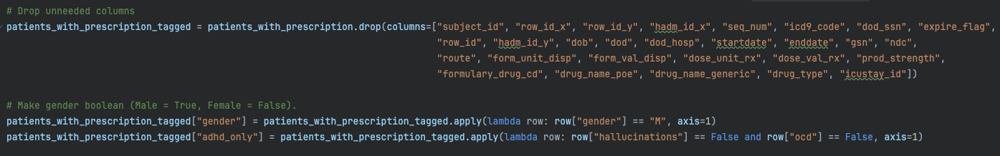 # Drop unneeded columns
patients_with_prescription_tagged = patients_with_prescription.drop(columns=["subject_id", "row_id_x", "row_id_y", "hadm_id_x", "seq_num", "icd9_code", "dod_ssn", "expire_flag",
"row_id", "hadm_id_y", "dob", "dod", "dod_hosp", "startdate", "enddate", "gsn", "ndc",
"route", "form_unit_disp", "form_val_disp", "dose_unit_rx", "dose_val_rx", "prod_strength",
"formulary_drug_cd", "drug_name_poe", "drug_name_generic", "drug_type", "icustay_id"])
# Make gender boolean (Male = True, Female = False).
patients_with_prescription_tagged["gender"] = patients_with_prescription_tagged.apply(lambda row: row["gender"] == "M", axis=1)
patients_with_prescription_tagged["adhd_only"] = patients_with_prescription_tagged.apply(lambda row: row["hallucinations"] == False and row["ocd"] == False, axis=1)